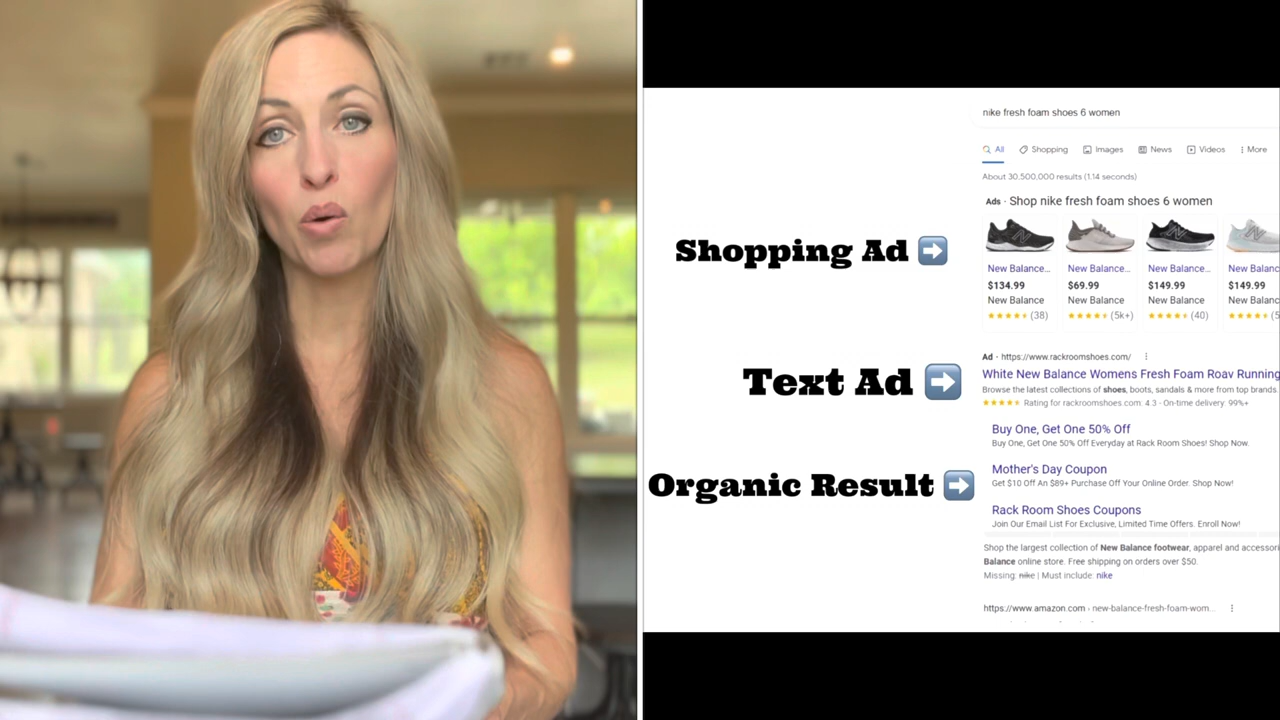 nike fresh foam shoes 6 women
All Shopping Images News Videos More
About 30,500,000 results (1.14 seconds)
Ads · Shop nike fresh foam shoes 6 women
Shopping Ad
New Balance... New Balance... New Balance... New Balan
$134.99 $69.99 $149.99 $149.99
New Balance New Balance New Balance New Balanc
(38) (5k+) (40) (5
Ad · https://www.rackroomshoes.com/
Text Ad
White New Balance Womens Fresh Foam Roav Running
Browse the latest collections of shoes, boots, sandals & more from top brands.
Rating for rackroomshoes.com: 4.3 - On-time delivery: 99%+
Buy One, Get One 50% Off
Buy One, Get One 50% Off Everyday at Rack Room Shoes! Shop Now.
Organic Result
Mother's Day Coupon
Get $10 Off An $89+ Purchase Off Your Online Order. Shop Now!
Rack Room Shoes Coupons
Join Our Email List For Exclusive, Limited Time Offers. Enroll Now!
Shop the largest collection of New Balance footwear, apparel and accessori
Balance online store. Free shipping on orders over $50.
Missing: nike | Must include: nike
https://www.amazon.com › new-balance-fresh-foam-wom...